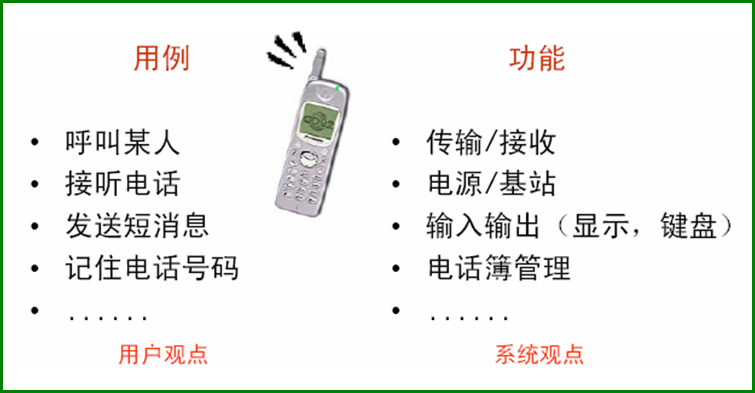 用例
功能
• 呼叫某人
• 接听电话
• 发送短消息
• 记住电话号码
• ......
用户观点
• 传输/接收
• 电源/基站
• 输入输出（显示，键盘）
• 电话簿管理
• ......
系统观点